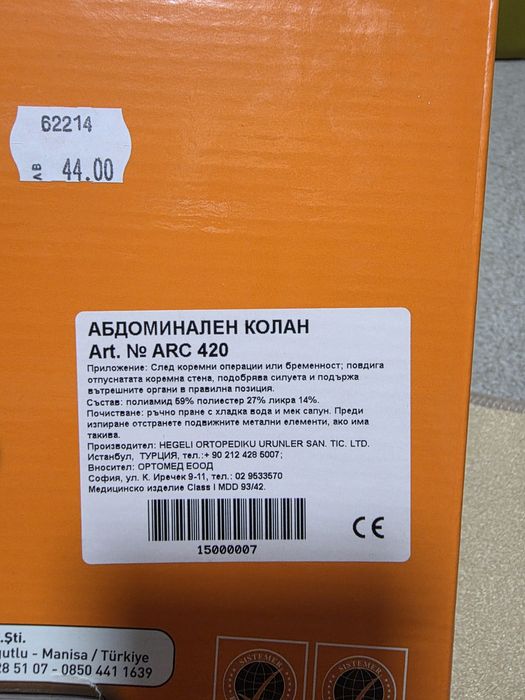 62214
ЛВ 44.00
АБДОМИНАЛЕН КОЛАН
Art. № ARC 420
Приложение: След коремни операции или бременност; повдига
отпуснатата коремна стена, подобрява силуета и подържа
вътрешните органи в правилна позиция.
Състав: полиамид 59% полиестер 27% ликра 14%.
Почистване: ръчно пране с хладка вода и мек сапун. Преди
изпиране отстранете подвижните метални елементи, ако има
такива.
Производител: HEGELI ORTOPEDIKU URUNLER SAN. TIC. LTD.
Истанбул, ТУРЦИЯ, тел.:+ 90 212 428 5007;
Вносител: ОРТОМЕД ЕООД
София, ул. К. Иречек 9-11, тел.: 02 9533570
Медицинско изделие Class I MDD 93/42.
CE
15000007
.Şti.
gutlu - Manisa / Türkiye
28 51 07 - 0850 441 1639
SISTEMER
SISTEMER